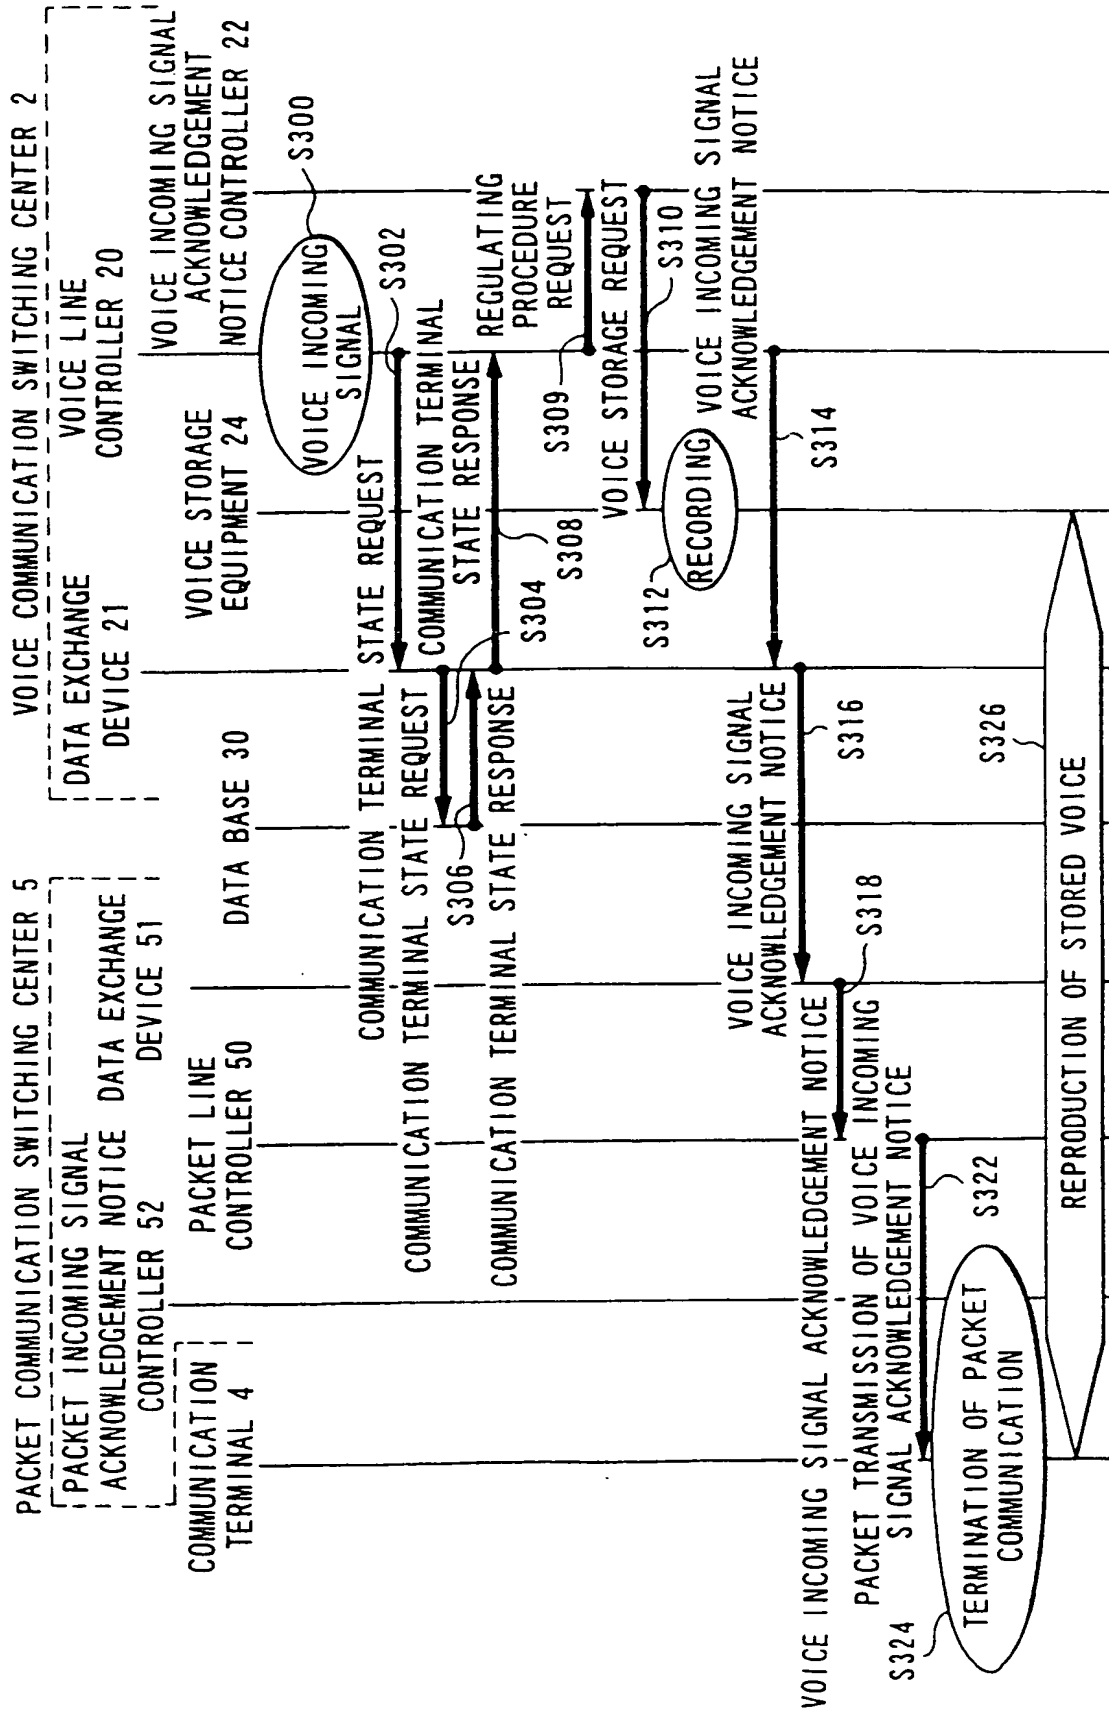 PACKET COMMUNICATION SWITCHING CENTER 5
PACKET INCOMING SIGNAL
ACKNOWLEDGEMENT NOTICE
CONTROLLER 52
DATA EXCHANGE
DEVICE 51
COMMUNICATION
TERMINAL 4
PACKET LINE
CONTROLLER 50
DATA BASE 30
VOICE COMMUNICATION SWITCHING CENTER 2
DATA EXCHANGE
DEVICE 21
VOICE STORAGE
EQUIPMENT 24
VOICE LINE
CONTROLLER 20
VOICE INCOMING SIGNAL
ACKNOWLEDGEMENT
NOTICE CONTROLLER 22
VOICE INCOMING
SIGNAL
S300
COMMUNICATION TERMINAL STATE REQUEST
S302
COMMUNICATION TERMINAL STATE REQUEST
S304
S306
COMMUNICATION TERMINAL STATE RESPONSE
COMMUNICATION TERMINAL
STATE RESPONSE
S308
REGULATING
PROCEDURE
REQUEST
S309
VOICE STORAGE REQUEST
S310
S312
RECORDING
VOICE INCOMING SIGNAL
ACKNOWLEDGEMENT NOTICE
S314
VOICE INCOMING SIGNAL
ACKNOWLEDGEMENT NOTICE
S316
VOICE INCOMING SIGNAL ACKNOWLEDGEMENT NOTICE
S318
PACKET TRANSMISSION OF VOICE INCOMING
SIGNAL ACKNOWLEDGEMENT NOTICE
S322
S324
TERMINATION OF PACKET
COMMUNICATION
S326
REPRODUCTION OF STORED VOICE